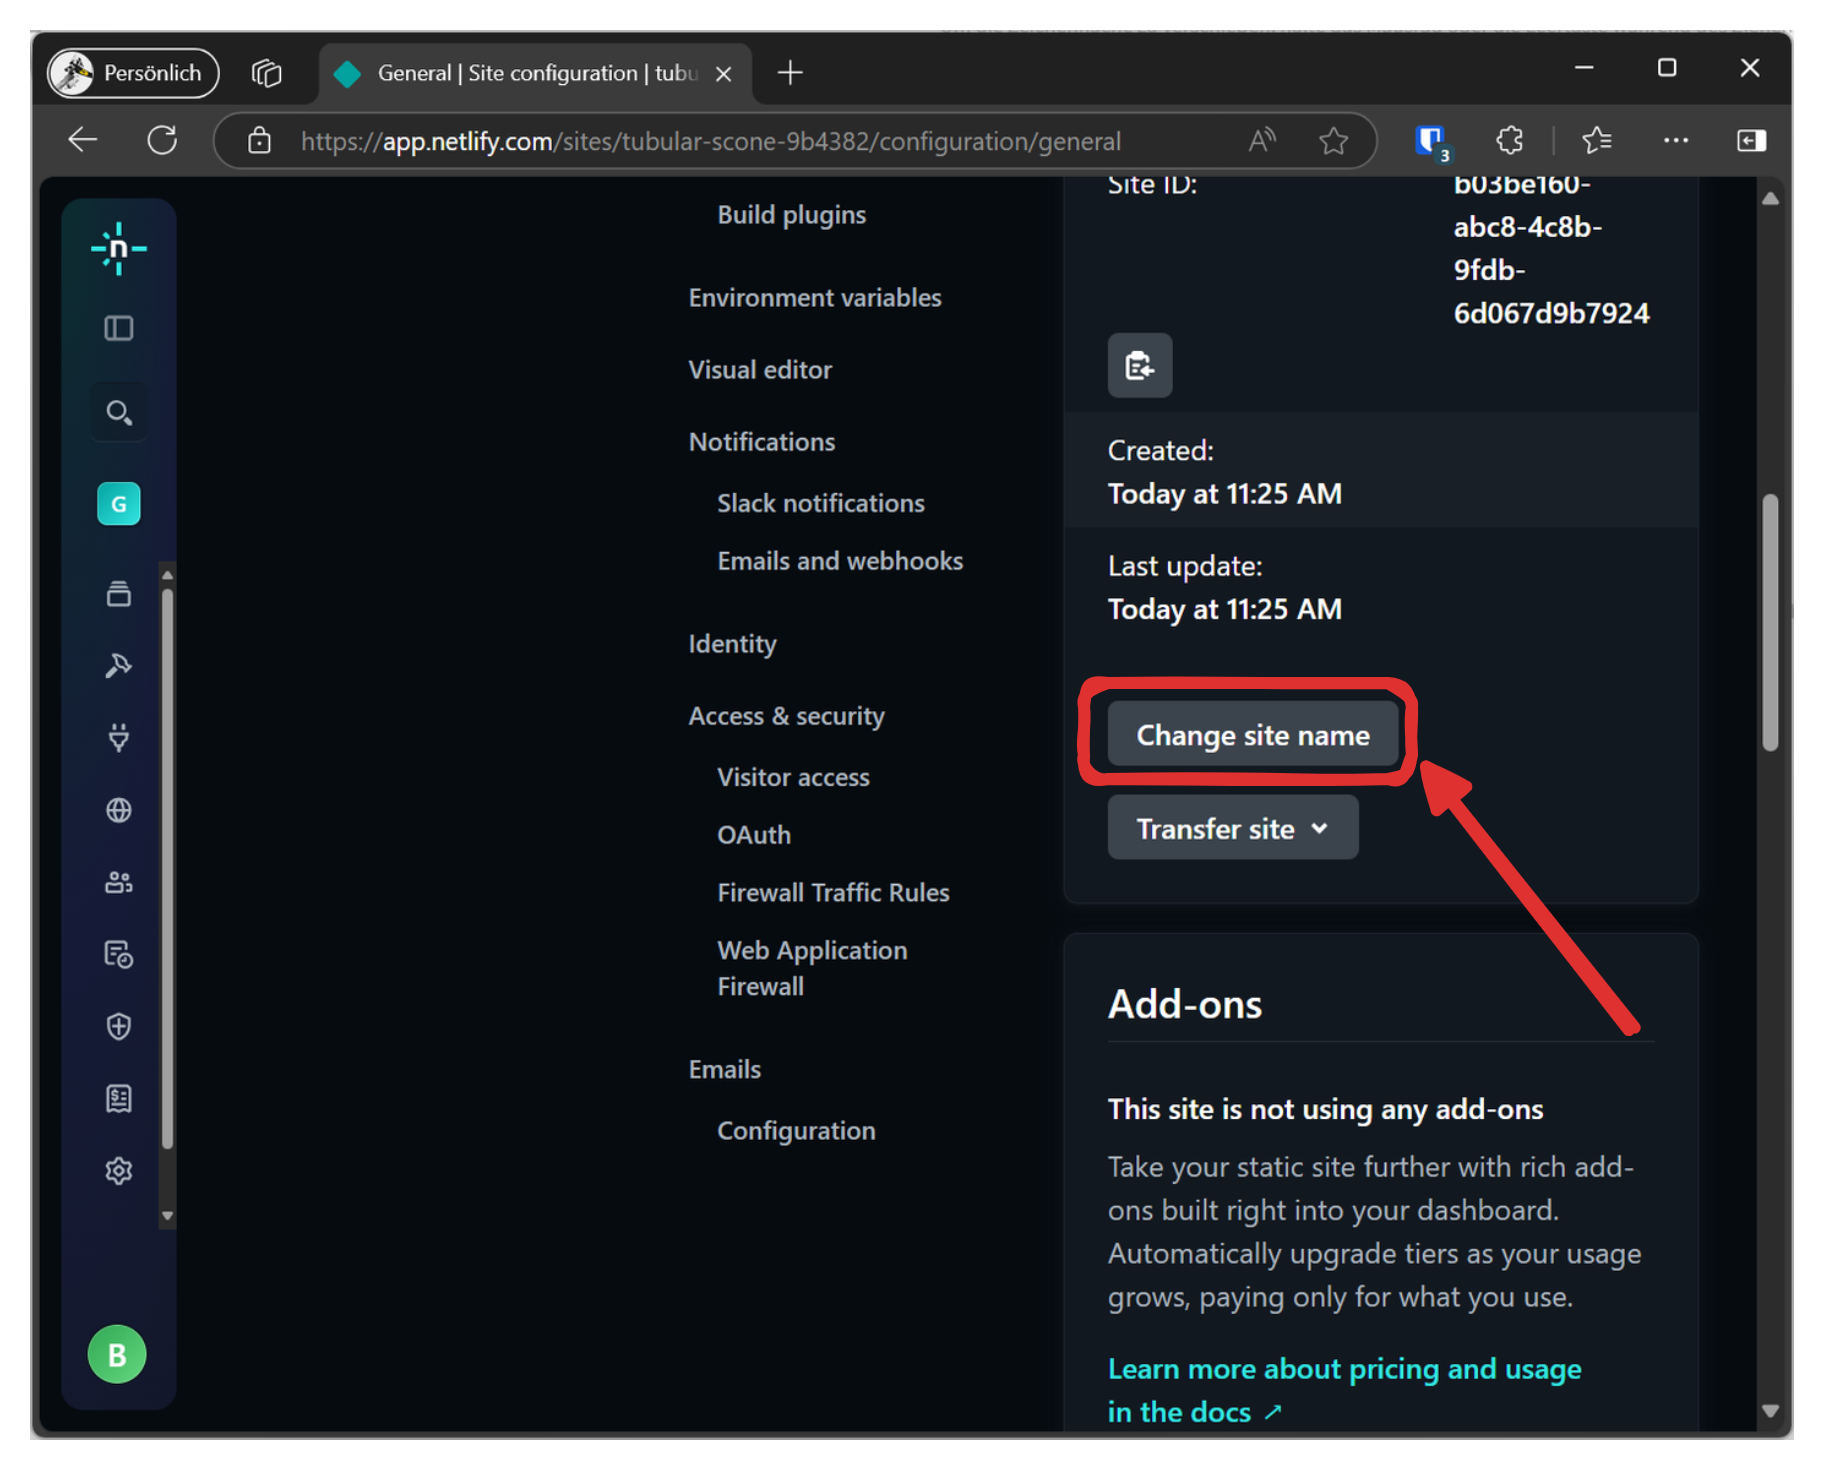 Persönlich
General | Site configuration | tubu
https://app.netlify.com/sites/tubular-scone-9b4382/configuration/general
3
n
G
B
Build plugins
Environment variables
Visual editor
Notifications
Slack notifications
Emails and webhooks
Identity
Access & security
Visitor access
OAuth
Firewall Traffic Rules
Web Application
Firewall
Emails
Configuration
Site ID:
b03be160-
abc8-4c8b-
9fdb-
6d067d9b7924
Created:
Today at 11:25 AM
Last update:
Today at 11:25 AM
Change site name
Transfer site
Add-ons
This site is not using any add-ons
Take your static site further with rich add-
ons built right into your dashboard.
Automatically upgrade tiers as your usage
grows, paying only for what you use.
Learn more about pricing and usage
in the docs ↗